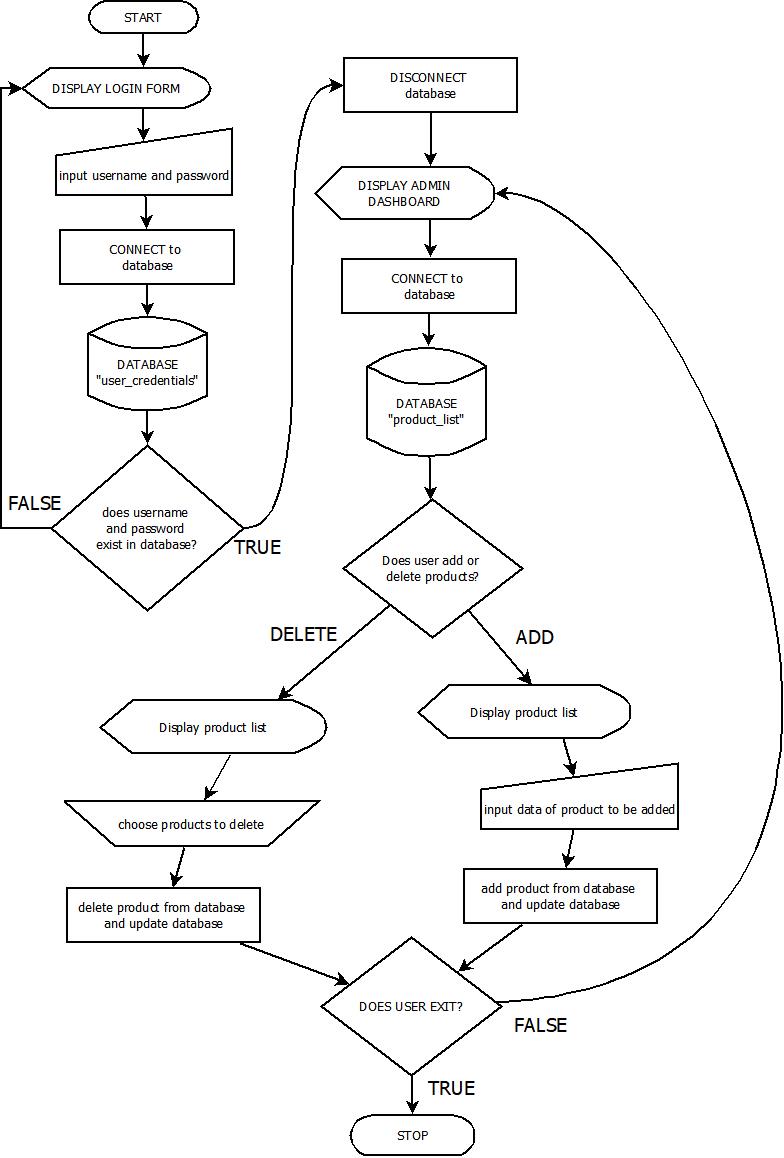 START
DISPLAY LOGIN FORM
input username and password
CONNECT to
database
DATABASE
"user_credentials"
does username
and password
exist in database?
FALSE
TRUE
DISCONNECT
database
DISPLAY ADMIN
DASHBOARD
CONNECT to
database
DATABASE
"product_list"
Does user add or
delete products?
DELETE
ADD
Display product list
choose products to delete
delete product from database
and update database
Display product list
input data of product to be added
add product from database
and update database
DOES USER EXIT?
FALSE
TRUE
STOP